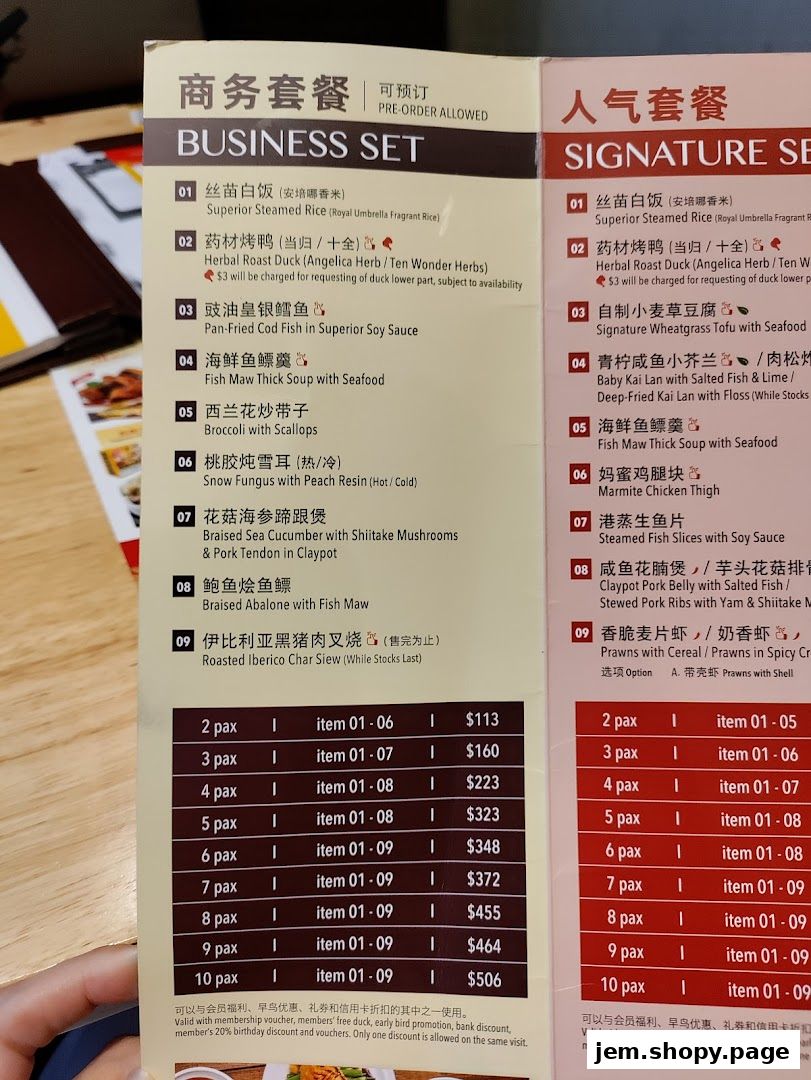 商务套餐 | 可预订
PRE-ORDER ALLOWED
BUSINESS SET
01 丝苗白饭 (安培哪香米)
Superior Steamed Rice (Royal Umbrella Fragrant Rice)
02 药材烤鸭 (当归 / 十全)
Herbal Roast Duck (Angelica Herb / Ten Wonder Herbs)
$3 will be charged for requesting of duck lower part, subject to availability
03 豉油皇银鳕鱼
Pan-Fried Cod Fish in Superior Soy Sauce
04 海鲜鱼鳔羹
Fish Maw Thick Soup with Seafood
05 西兰花炒带子
Broccoli with Scallops
06 桃胶炖雪耳 (热/冷)
Snow Fungus with Peach Resin (Hot / Cold)
07 花菇海参蹄跟煲
Braised Sea Cucumber with Shiitake Mushrooms
& Pork Tendon in Claypot
08 鲍鱼烩鱼鳔
Braised Abalone with Fish Maw
09 伊比利亚黑猪肉叉烧 (售完为止)
Roasted Iberico Char Siew (While Stocks Last)
2 pax | item 01 - 06 | $113
3 pax | item 01 - 07 | $160
4 pax | item 01 - 08 | $223
5 pax | item 01 - 08 | $323
6 pax | item 01 - 09 | $348
7 pax | item 01 - 09 | $372
8 pax | item 01 - 09 | $455
9 pax | item 01 - 09 | $464
10 pax | item 01 - 09 | $506
可以与会员福利、早鸟优惠、礼券和信用卡折扣的其中之一使用。
Valid with membership voucher, members' free duck, early bird promotion, bank discount,
member's 20% birthday discount and vouchers. Only one discount is allowed on the same visit.
人气套餐
SIGNATURE SE
01 丝苗白饭 (安培哪香米)
Superior Steamed Rice (Royal Umbrella Fragrant
02 药材烤鸭 (当归 / 十全)
Herbal Roast Duck (Angelica Herb / Ten W
$3 will be charged for requesting of duck lower p
03 自制小麦草豆腐
Signature Wheatgrass Tofu with Seafood
04 青柠咸鱼小芥兰 / 肉松炸
Baby Kai Lan with Salted Fish & Lime /
Deep-Fried Kai Lan with Floss (While Stocks
05 海鲜鱼鳔羹
Fish Maw Thick Soup with Seafood
06 妈蜜鸡腿块
Marmite Chicken Thigh
07 港蒸生鱼片
Steamed Fish Slices with Soy Sauce
08 咸鱼花腩煲 / 芋头花菇排骨
Claypot Pork Belly with Salted Fish /
Stewed Pork Ribs with Yam & Shiitake M
09 香脆麦片虾 / 奶香虾
Prawns with Cereal / Prawns in Spicy Cr
选项 Option A. 带壳虾 Prawns with Shell
2 pax | item 01 - 05
3 pax | item 01 - 06
4 pax | item 01 - 07
5 pax | item 01 - 08
6 pax | item 01 - 08
7 pax | item 01 - 09
8 pax | item 01 - 09
9 pax | item 01 - 09
10 pax | item 01 - 09
可以与会员福利、早鸟优惠、礼券和信用卡折扣
jem.shopy.page